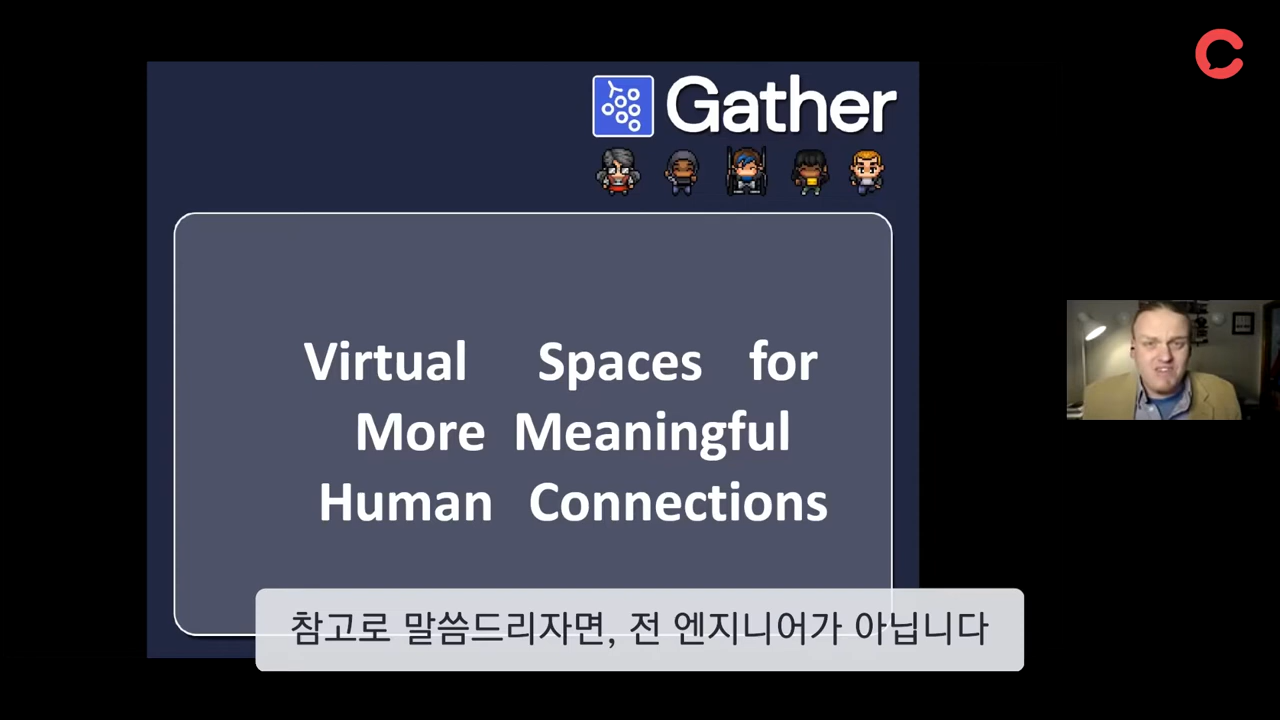 Gather
Virtual Spaces for
More Meaningful
Human Connections
참고로 말씀드리자면, 전 엔지니어가 아닙니다